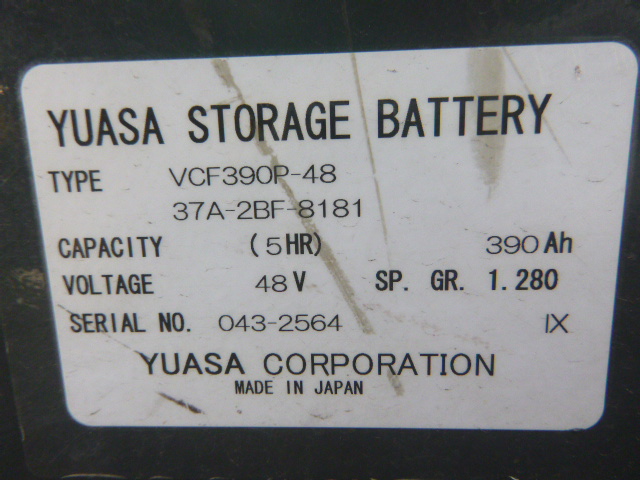 YUASA STORAGE BATTERY
TYPE VCF390P-48
37A-2BF-8181
CAPACITY (5HR) 390Ah
VOLTAGE 48V SP. GR. 1.280
SERIAL NO. 043-2564 IX
YUASA CORPORATION
MADE IN JAPAN